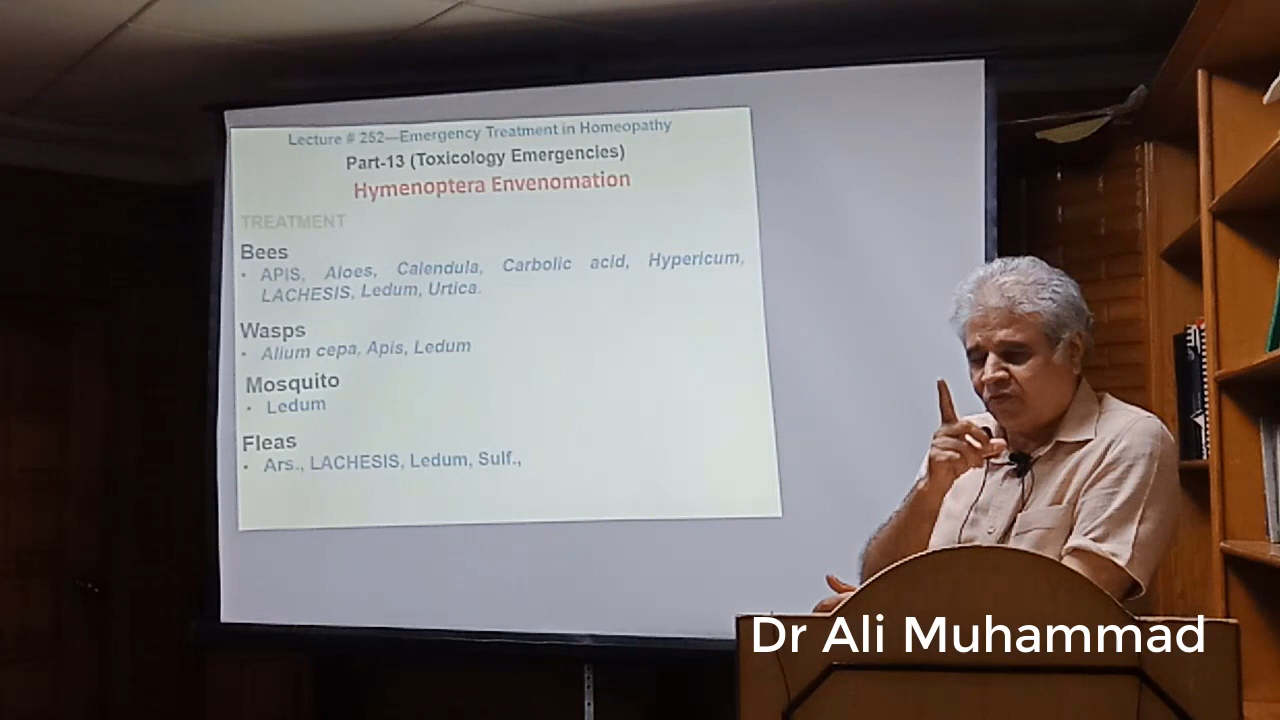 Lecture # 252—Emergency Treatment in Homeopathy
Part-13 (Toxicology Emergencies)
Hymenoptera Envenomation
TREATMENT
Bees
• APIS, Aloes, Calendula, Carbolic acid, Hypericum,
LACHESIS, Ledum, Urtica.
Wasps
• Alium cepa, Apis, Ledum
Mosquito
• Ledum
Fleas
• Ars., LACHESIS, Ledum, Sulf.,
Dr Ali Muhammad